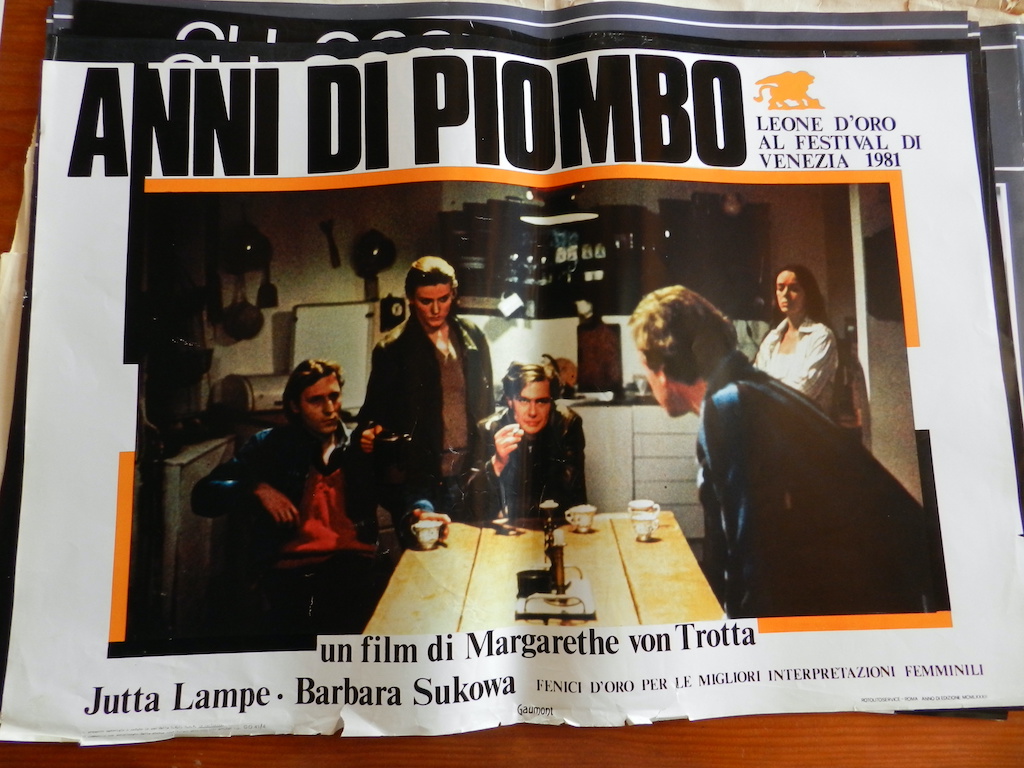 ANNI DI PIOMBO
LEONE D'ORO
AL FESTIVAL DI
VENEZIA 1981
un film di Margarethe von Trotta
Jutta Lampe · Barbara Sukowa
FENICI D'ORO PER LE MIGLIORI INTERPRETAZIONI FEMMINILI
Gaumont